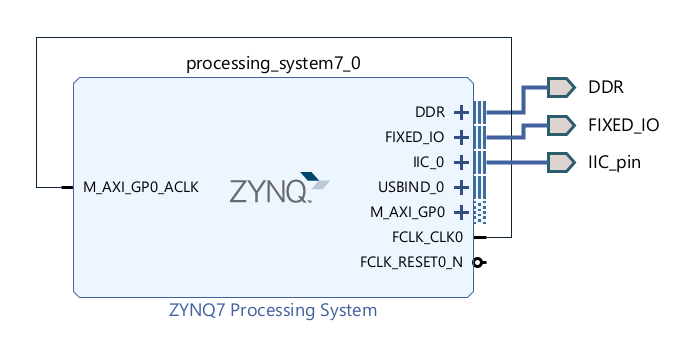 processing_system7_0
DDR
DDR
FIXED_IO
FIXED_IO
IIC_0
IIC_pin
M_AXI_GP0_ACLK
ZYNQ
USBIND_0
M_AXI_GP0
FCLK_CLK0
FCLK_RESET0_N
ZYNQ7 Processing System